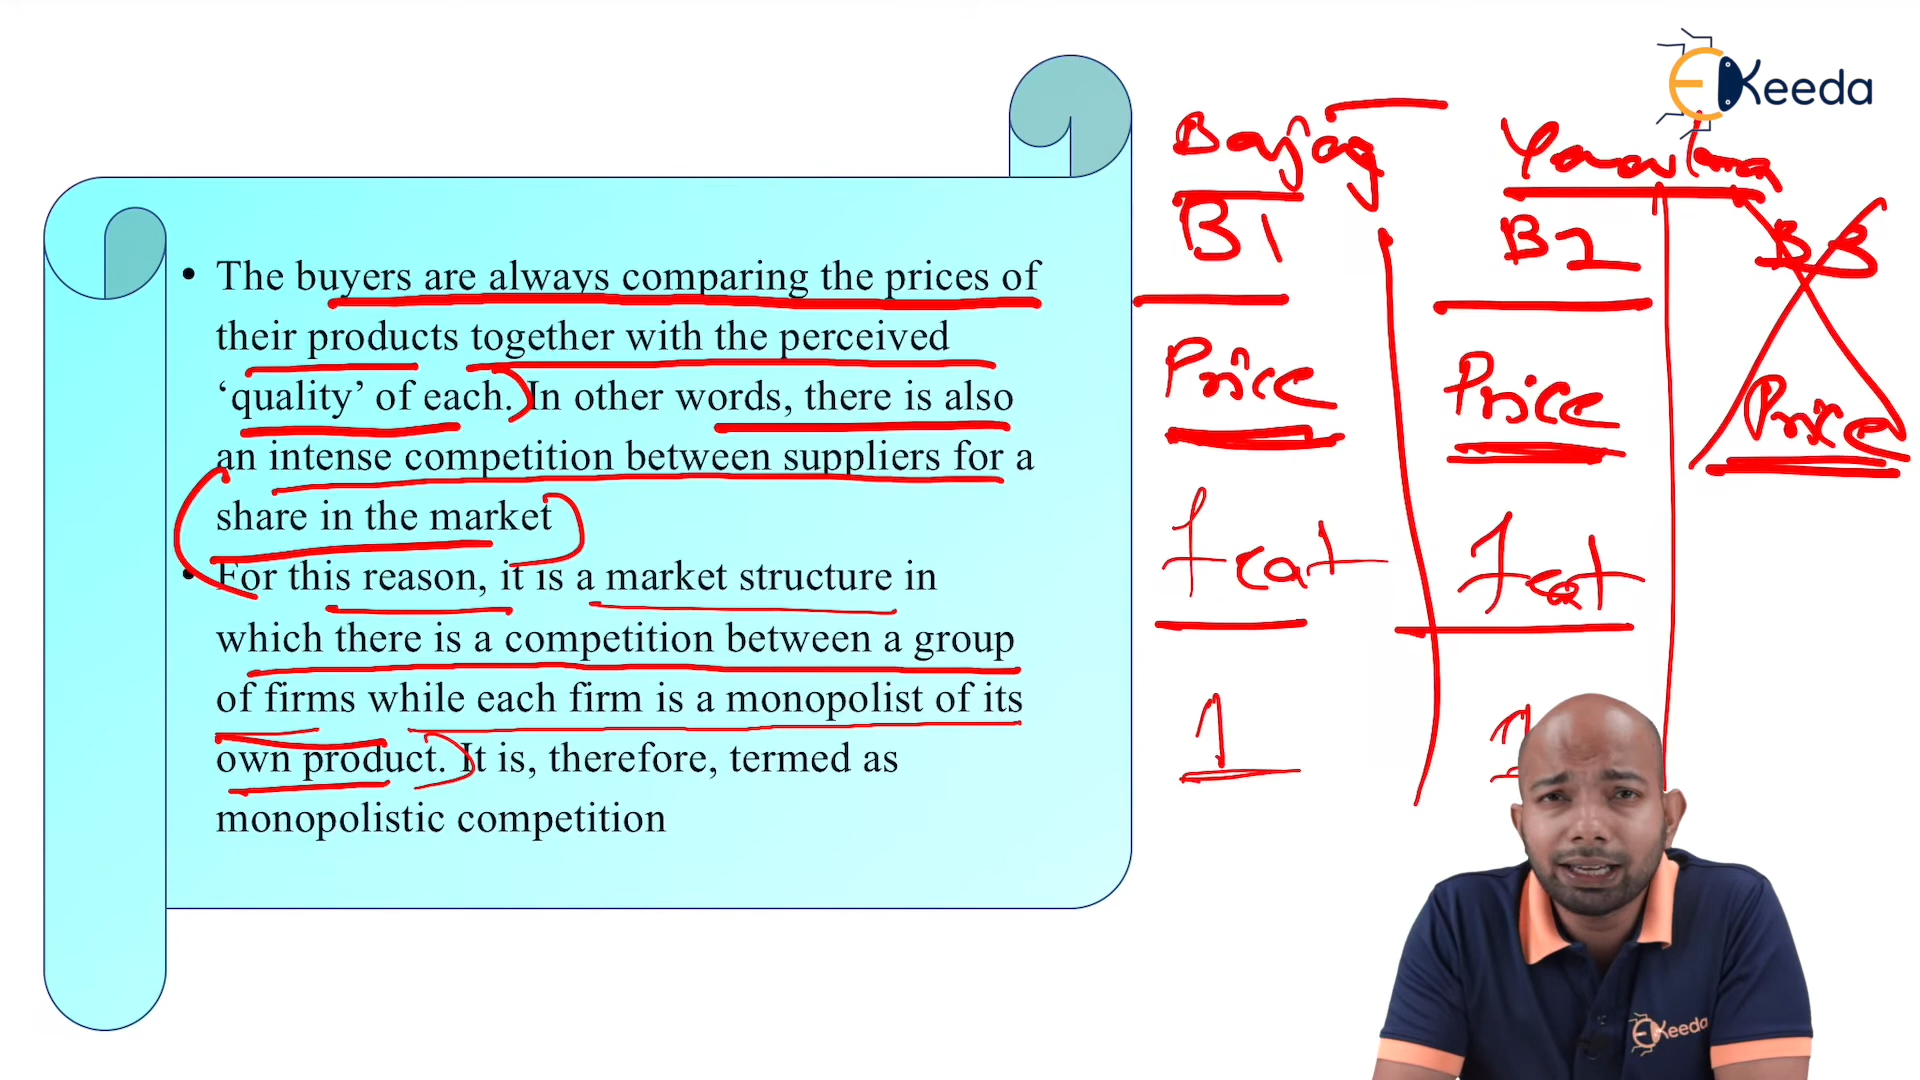 EKeeda
• The buyers are always comparing the prices of
their products together with the perceived
‘quality’ of each. In other words, there is also
an intense competition between suppliers for a
share in the market
• For this reason, it is a market structure in
which there is a competition between a group
of firms while each firm is a monopolist of its
own product. It is, therefore, termed as
monopolistic competition
Bajaj
B1
Price
feat
1
B2
Price
feat
B3
Price
EKeeda